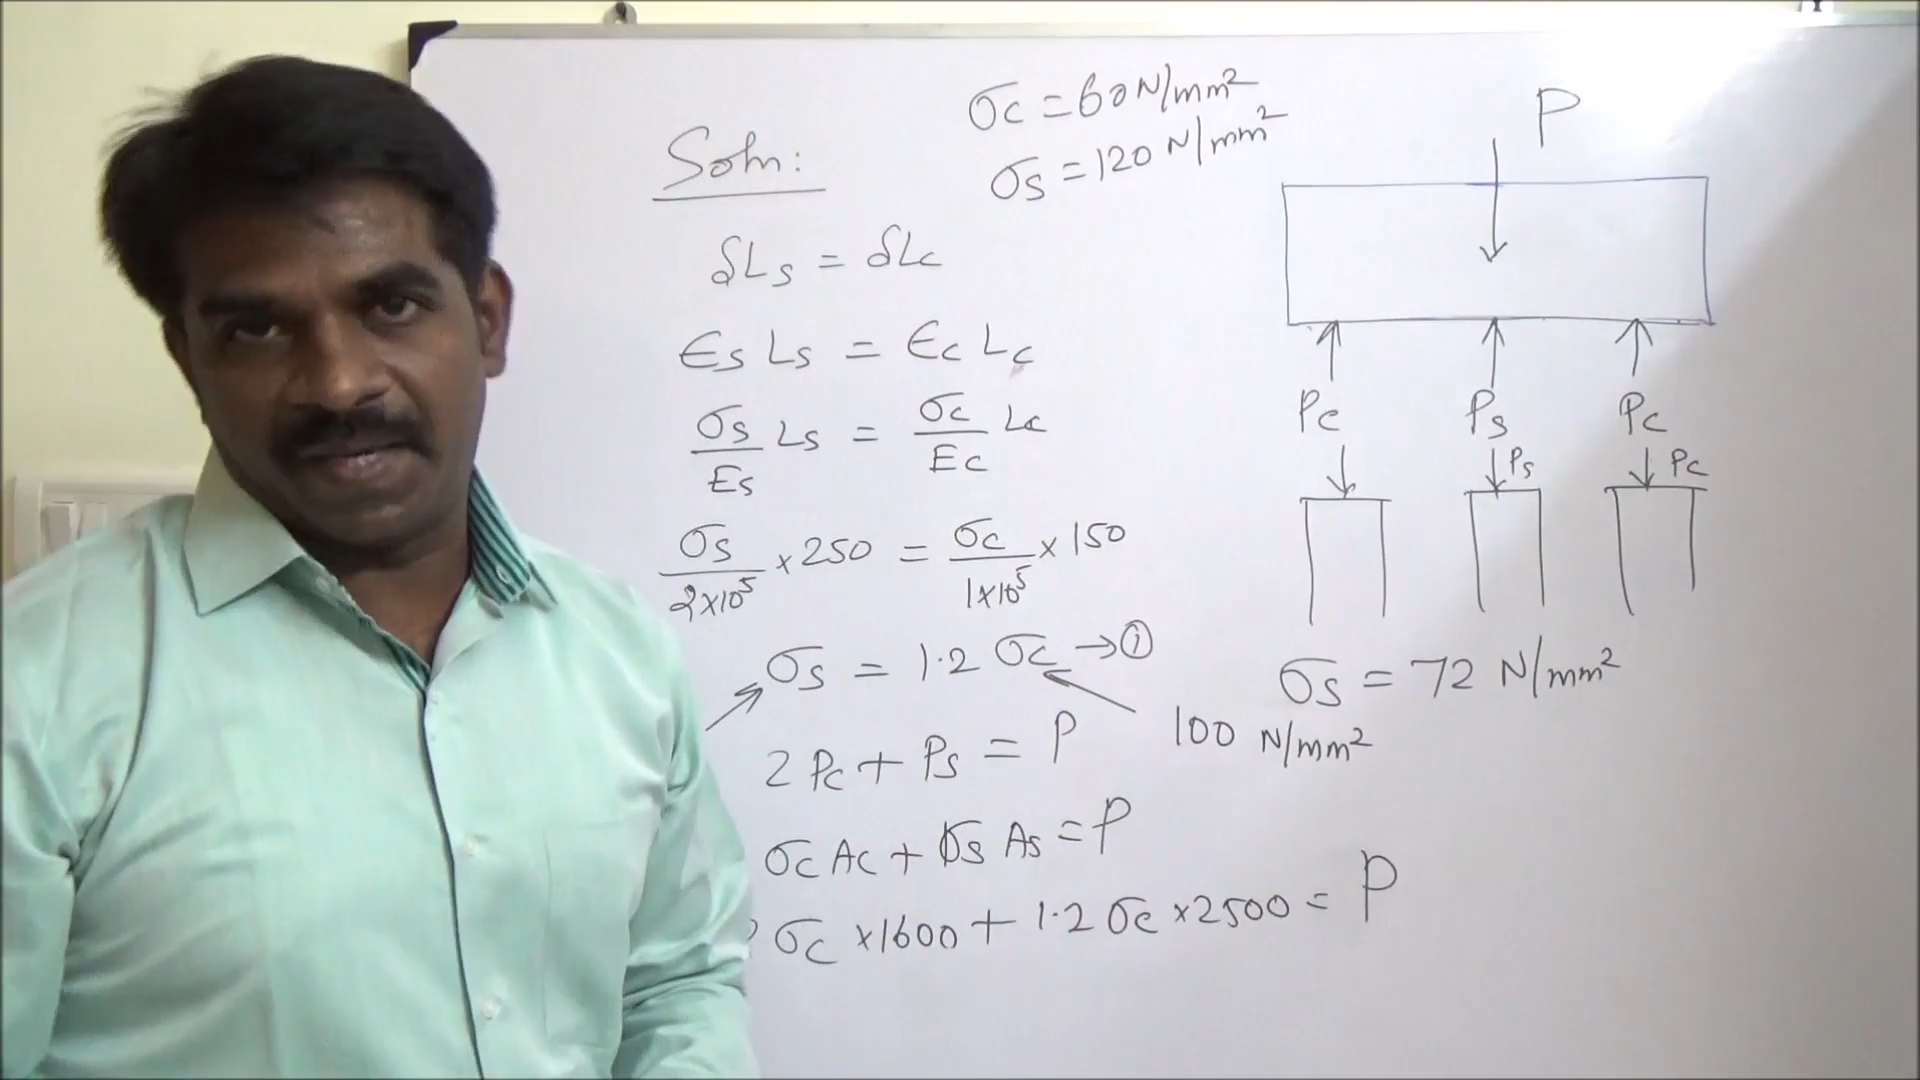 σc = 60 N/mm²
σs = 120 N/mm²
Soln:
δLs = δLc
Es Ls = Ec Lc
σs/Es Ls = σc/Ec Lc
σs/2×10⁵ × 250 = σc/1×10⁵ × 150
σs = 1.2 σc → ①
100 N/mm²
2 Pc + Ps = P
σc Ac + σs As = P
σc ×1600 + 1.2 σc ×2500 = P
P
Pc Ps Pc
Ps Pc
σs = 72 N/mm²